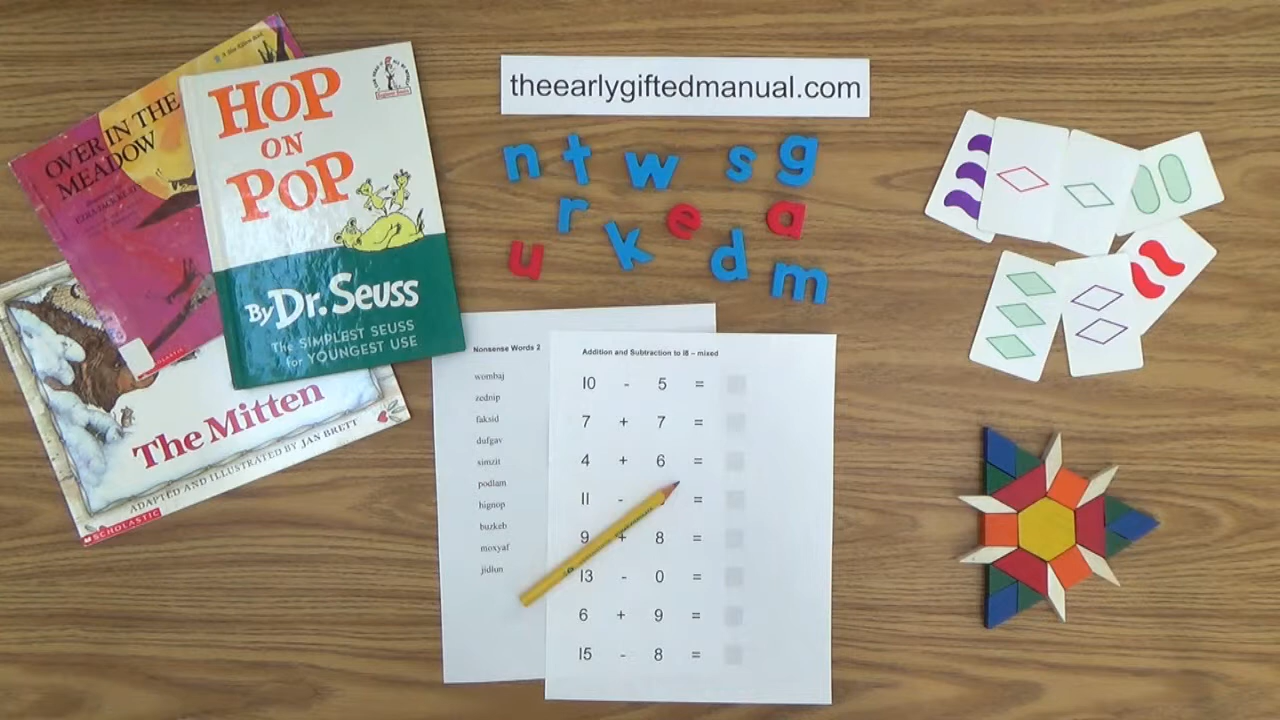 theearlygiftedmanual.com
OVER IN THE
MEADOW
HOP
ON
POP
By Dr. Seuss
The SIMPLEST SEUSS
for YOUNGEST USE
SCHOLASTIC
The Mitten
ADAPTED AND ILLUSTRATED BY JAN BRETT
SCHOLASTIC
n t w s g
r e a
u k d m
Nonsense Words 2
wombaj
zednip
faksid
dufgav
simzit
podlam
hignop
buzkeb
moxyaf
jidlun
Addition and Subtraction to 18 – mixed
10 - 5 =
7 + 7 =
4 + 6 =
11 - =
9 + 8 =
13 - 0 =
6 + 9 =
15 - 8 =